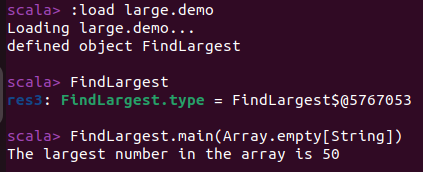 scala> :load large.demo
Loading large.demo...
defined object FindLargest
scala> FindLargest
res3: FindLargest.type = FindLargest$@5767053
scala> FindLargest.main(Array.empty[String])
The largest number in the array is 50